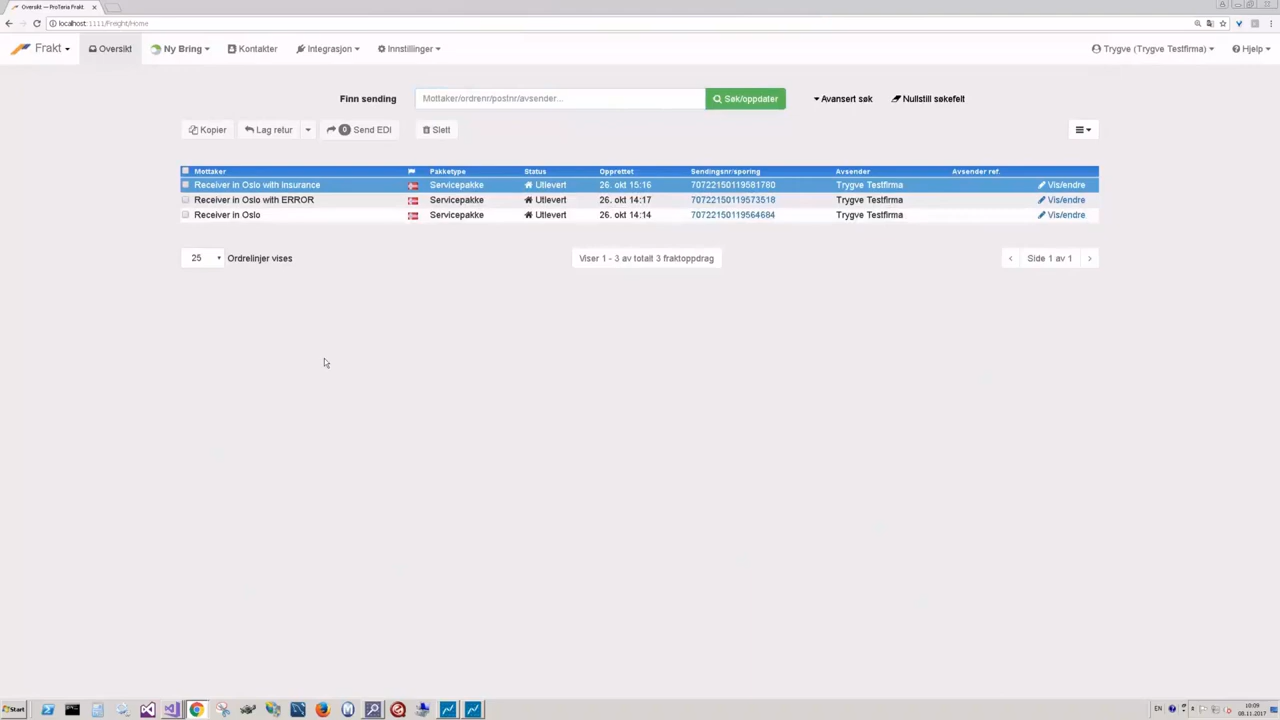 Oversikt — ProTeria Frakt
localhost:1111/Freight/Home
Frakt
Oversikt
Ny Bring
Kontakter
Integrasjon
Innstillinger
Trygve (Trygve Testfirma)
Hjelp
Finn sending
Mottaker/ordrenr/postnr/avsender...
Søk/oppdater
Avansert søk
Nullstill søkefelt
Kopier
Lag retur
0 Send EDI
Slett
Mottaker Pakketype Status Opprettet Sendingsnr/sporing Avsender Avsender ref.
Receiver in Oslo with Insurance Servicepakke Utlevert 26. okt 15:16 70722150119581780 Trygve Testfirma Vis/endre
Receiver in Oslo with ERROR Servicepakke Utlevert 26. okt 14:17 70722150119573518 Trygve Testfirma Vis/endre
Receiver in Oslo Servicepakke Utlevert 26. okt 14:14 70722150119564684 Trygve Testfirma Vis/endre
25 Ordrelinjer vises
Viser 1 - 3 av totalt 3 fraktoppdrag
Side 1 av 1
Start
EN
10:09
08.11.2017